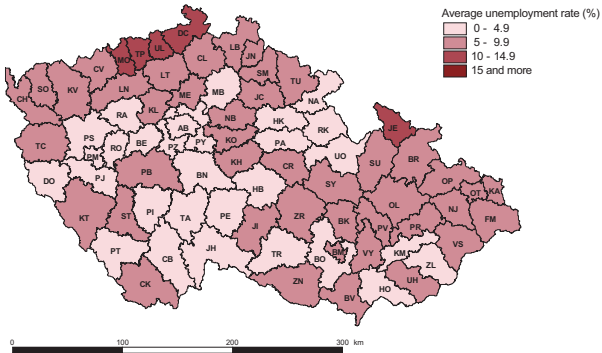 Average unemployment rate (%)
0 - 4.9
5 - 9.9
10 - 14.9
15 and more
DC
UL
TP
MO
LB
JN
CL
CV
LT
SM
TU
CH
SO
KV
LN
ME
MB
JC
NA
RA
KL
NB
HK
RK
JE
TC
PS
RO
BE
AB
PZ
PY
KO
PA
UO
SU
BR
PM
PJ
PB
BN
KH
CR
DO
HB
SY
OL
OP
OT
KA
KT
ST
PI
TA
PE
JI
ZR
BK
PV
PR
NJ
FM
PT
CB
JH
TR
BO
BM
VY
KM
ZL
VS
CK
ZN
BV
HO
UH
0 100 200 300 km